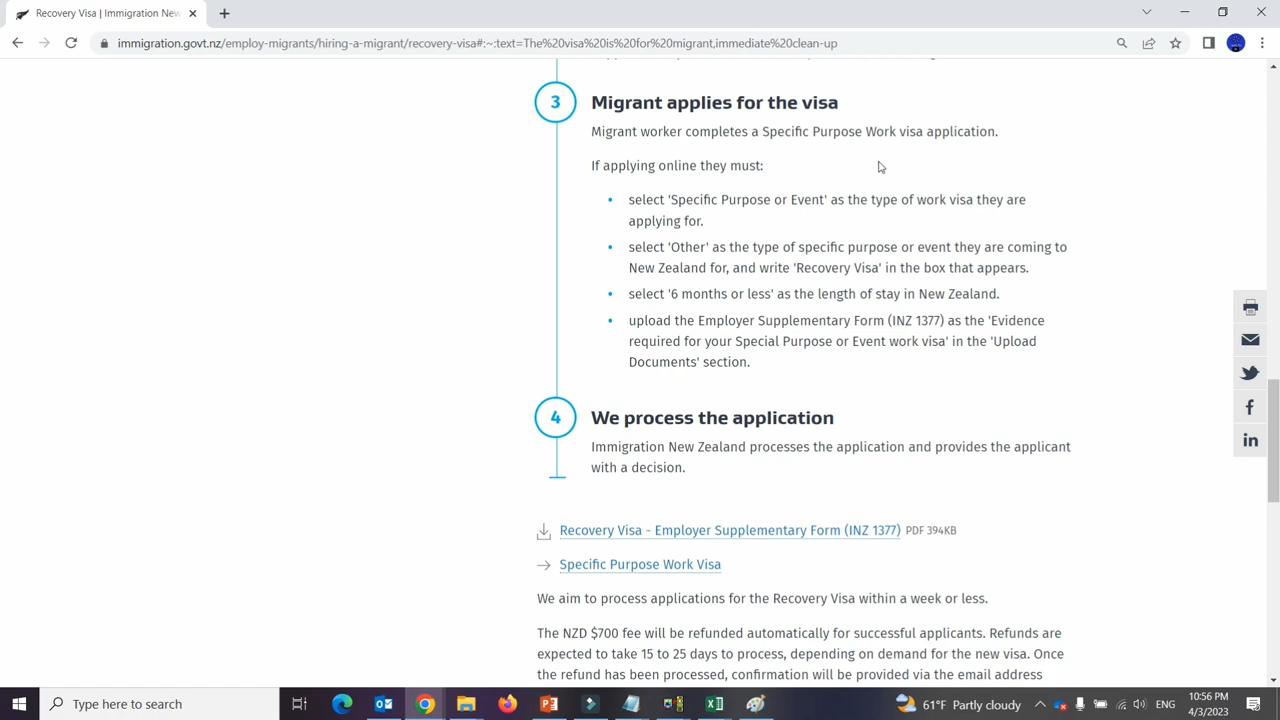 Recovery Visa | Immigration New
immigration.govt.nz/employ-migrants/hiring-a-migrant/recovery-visa#:~:text=The%20visa%20is%20for%20migrant,immediate%20clean-up
3
Migrant applies for the visa
Migrant worker completes a Specific Purpose Work visa application.
If applying online they must:
• select 'Specific Purpose or Event' as the type of work visa they are
applying for.
• select 'Other' as the type of specific purpose or event they are coming to
New Zealand for, and write 'Recovery Visa' in the box that appears.
• select '6 months or less' as the length of stay in New Zealand.
• upload the Employer Supplementary Form (INZ 1377) as the 'Evidence
required for your Special Purpose or Event work visa' in the 'Upload
Documents' section.
4
We process the application
Immigration New Zealand processes the application and provides the applicant
with a decision.
Recovery Visa - Employer Supplementary Form (INZ 1377) PDF 394KB
Specific Purpose Work Visa
We aim to process applications for the Recovery Visa within a week or less.
The NZD $700 fee will be refunded automatically for successful applicants. Refunds are
expected to take 15 to 25 days to process, depending on demand for the new visa. Once
the refund has been processed, confirmation will be provided via the email address
Type here to search
61°F Partly cloudy
ENG
10:56 PM
4/3/2023